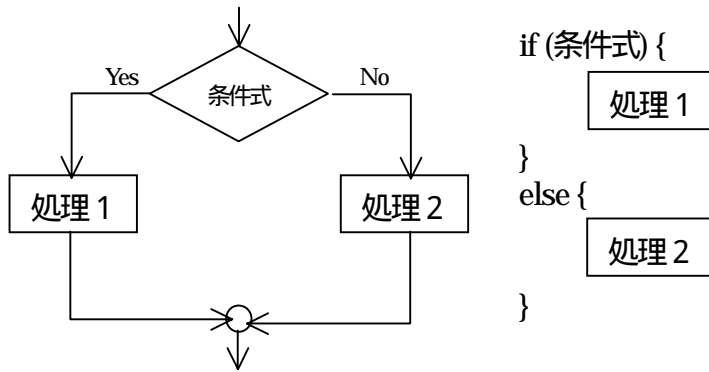 Yes
No
条件式
処理 1
処理 2
if (条件式) {
処理 1
}
else {
処理 2
}